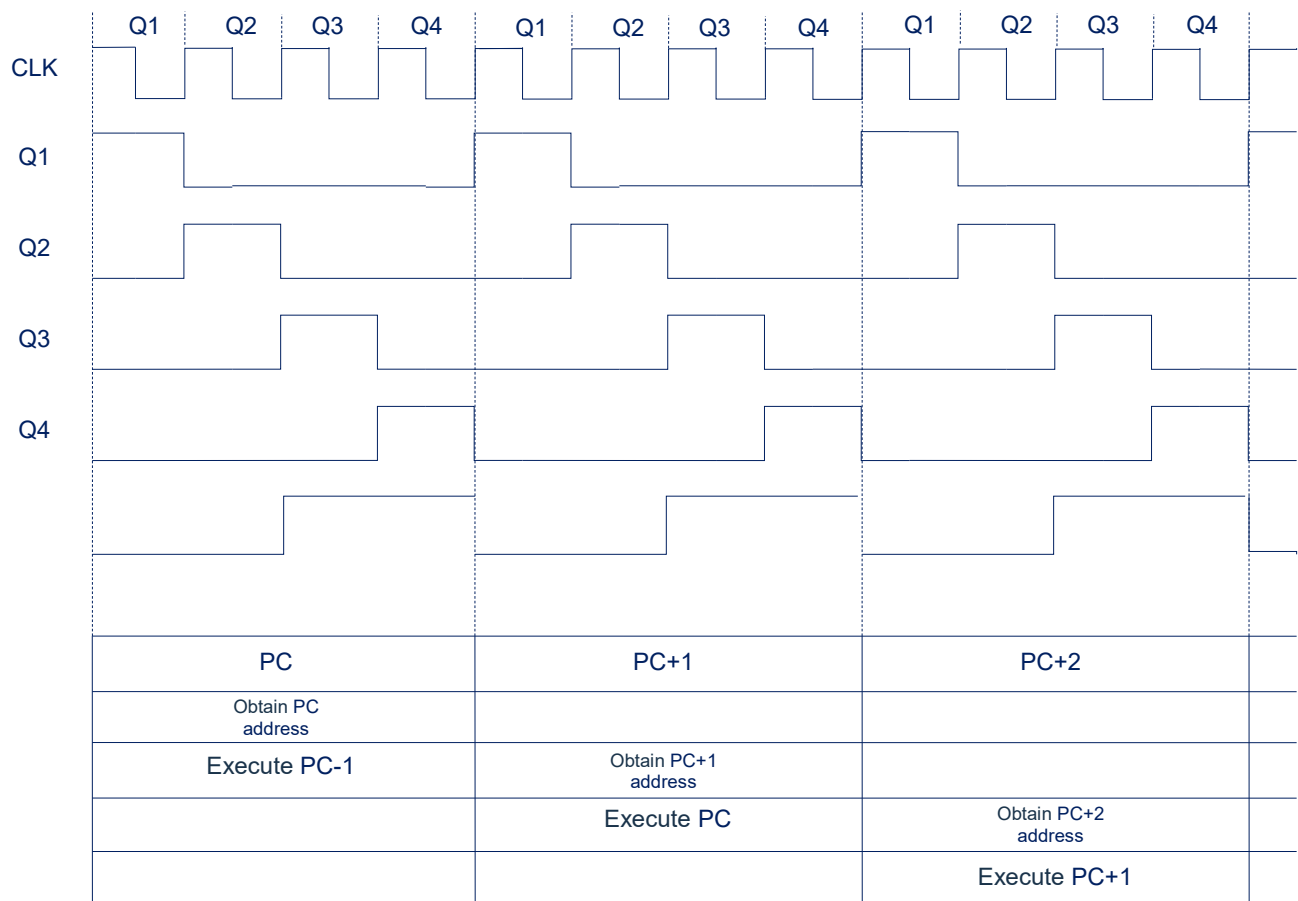 Q1 Q2 Q3 Q4 Q1 Q2 Q3 Q4 Q1 Q2 Q3 Q4
CLK
Q1
Q2
Q3
Q4
PC PC+1 PC+2
Obtain PC
address
Execute PC-1 Obtain PC+1
address
Execute PC Obtain PC+2
address
Execute PC+1